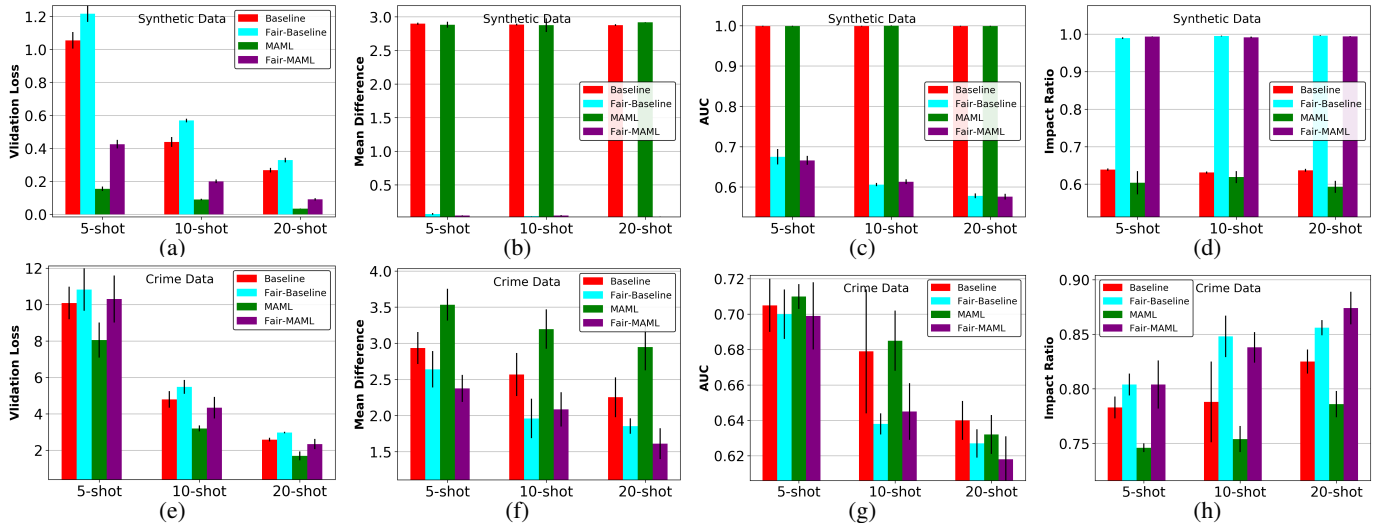 Synthetic Data
Vlidation Loss
1.2
1.0
0.8
0.6
0.4
0.2
0.0
Baseline
Fair-Baseline
MAML
Fair-MAML
5-shot 10-shot 20-shot
(a)
Synthetic Data
Mean Difference
3.0
2.5
2.0
1.5
1.0
0.5
Baseline
Fair-Baseline
MAML
Fair-MAML
5-shot 10-shot 20-shot
(b)
Synthetic Data
AUC
1.0
0.9
0.8
0.7
0.6
Baseline
Fair-Baseline
MAML
Fair-MAML
5-shot 10-shot 20-shot
(c)
Synthetic Data
Impact Ratio
1.0
0.9
0.8
0.7
0.6
Baseline
Fair-Baseline
MAML
Fair-MAML
5-shot 10-shot 20-shot
(d)
Crime Data
Vlidation Loss
12
10
8
6
4
2
Baseline
Fair-Baseline
MAML
Fair-MAML
5-shot 10-shot 20-shot
(e)
Crime Data
Mean Difference
4.0
3.5
3.0
2.5
2.0
1.5
Baseline
Fair-Baseline
MAML
Fair-MAML
5-shot 10-shot 20-shot
(f)
Crime Data
AUC
0.72
0.70
0.68
0.66
0.64
0.62
Baseline
Fair-Baseline
MAML
Fair-MAML
5-shot 10-shot 20-shot
(g)
Crime Data
Impact Ratio
0.90
0.85
0.80
0.75
Baseline
Fair-Baseline
MAML
Fair-MAML
5-shot 10-shot 20-shot
(h)